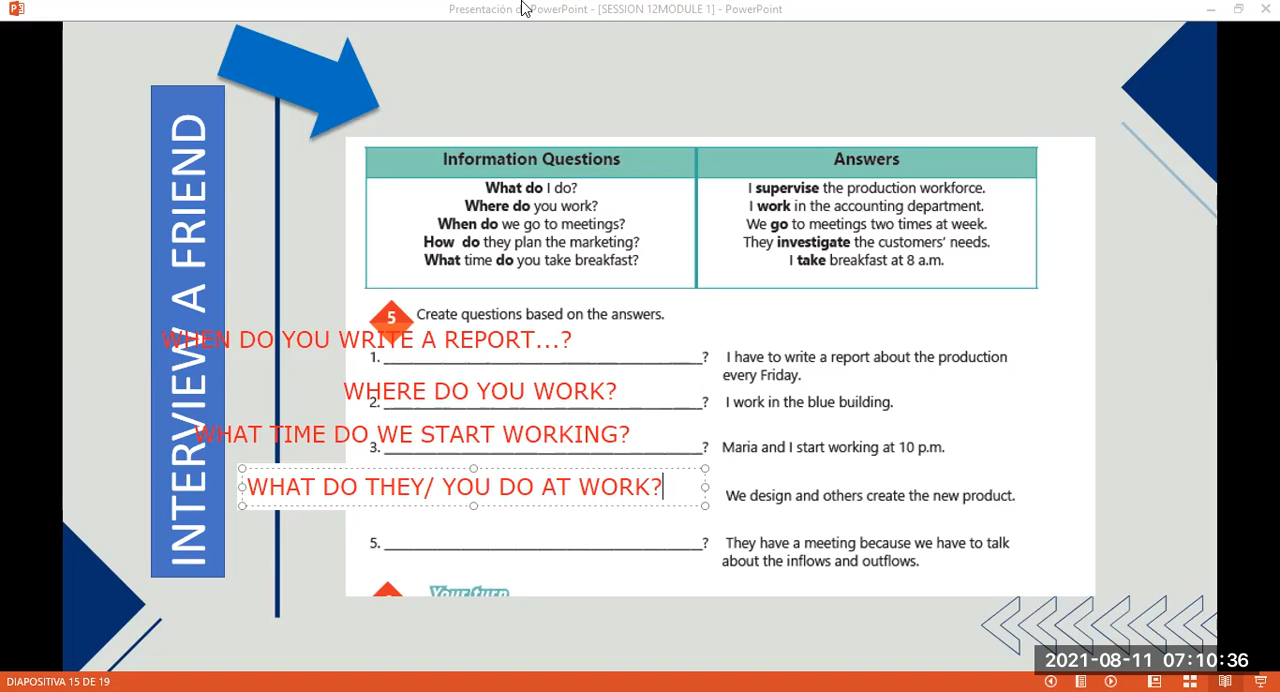 Presentación de PowerPoint - [SESSION 12MODULE 1] - PowerPoint
INTERVIEW A FRIEND
Information Questions
Answers
What do I do?
I supervise the production workforce.
Where do you work?
I work in the accounting department.
When do we go to meetings?
We go to meetings two times at week.
How do they plan the marketing?
They investigate the customers' needs.
What time do you take breakfast?
I take breakfast at 8 a.m.
5 Create questions based on the answers.
WHEN DO YOU WRITE A REPORT...?
1. ? I have to write a report about the production
every Friday.
WHERE DO YOU WORK?
2. ? I work in the blue building.
WHAT TIME DO WE START WORKING?
3. ? Maria and I start working at 10 p.m.
WHAT DO THEY/ YOU DO AT WORK?
We design and others create the new product.
5. ? They have a meeting because we have to talk
about the inflows and outflows.
Your turn
2021-08-11 07:10:36
DIAPOSITIVA 15 DE 19